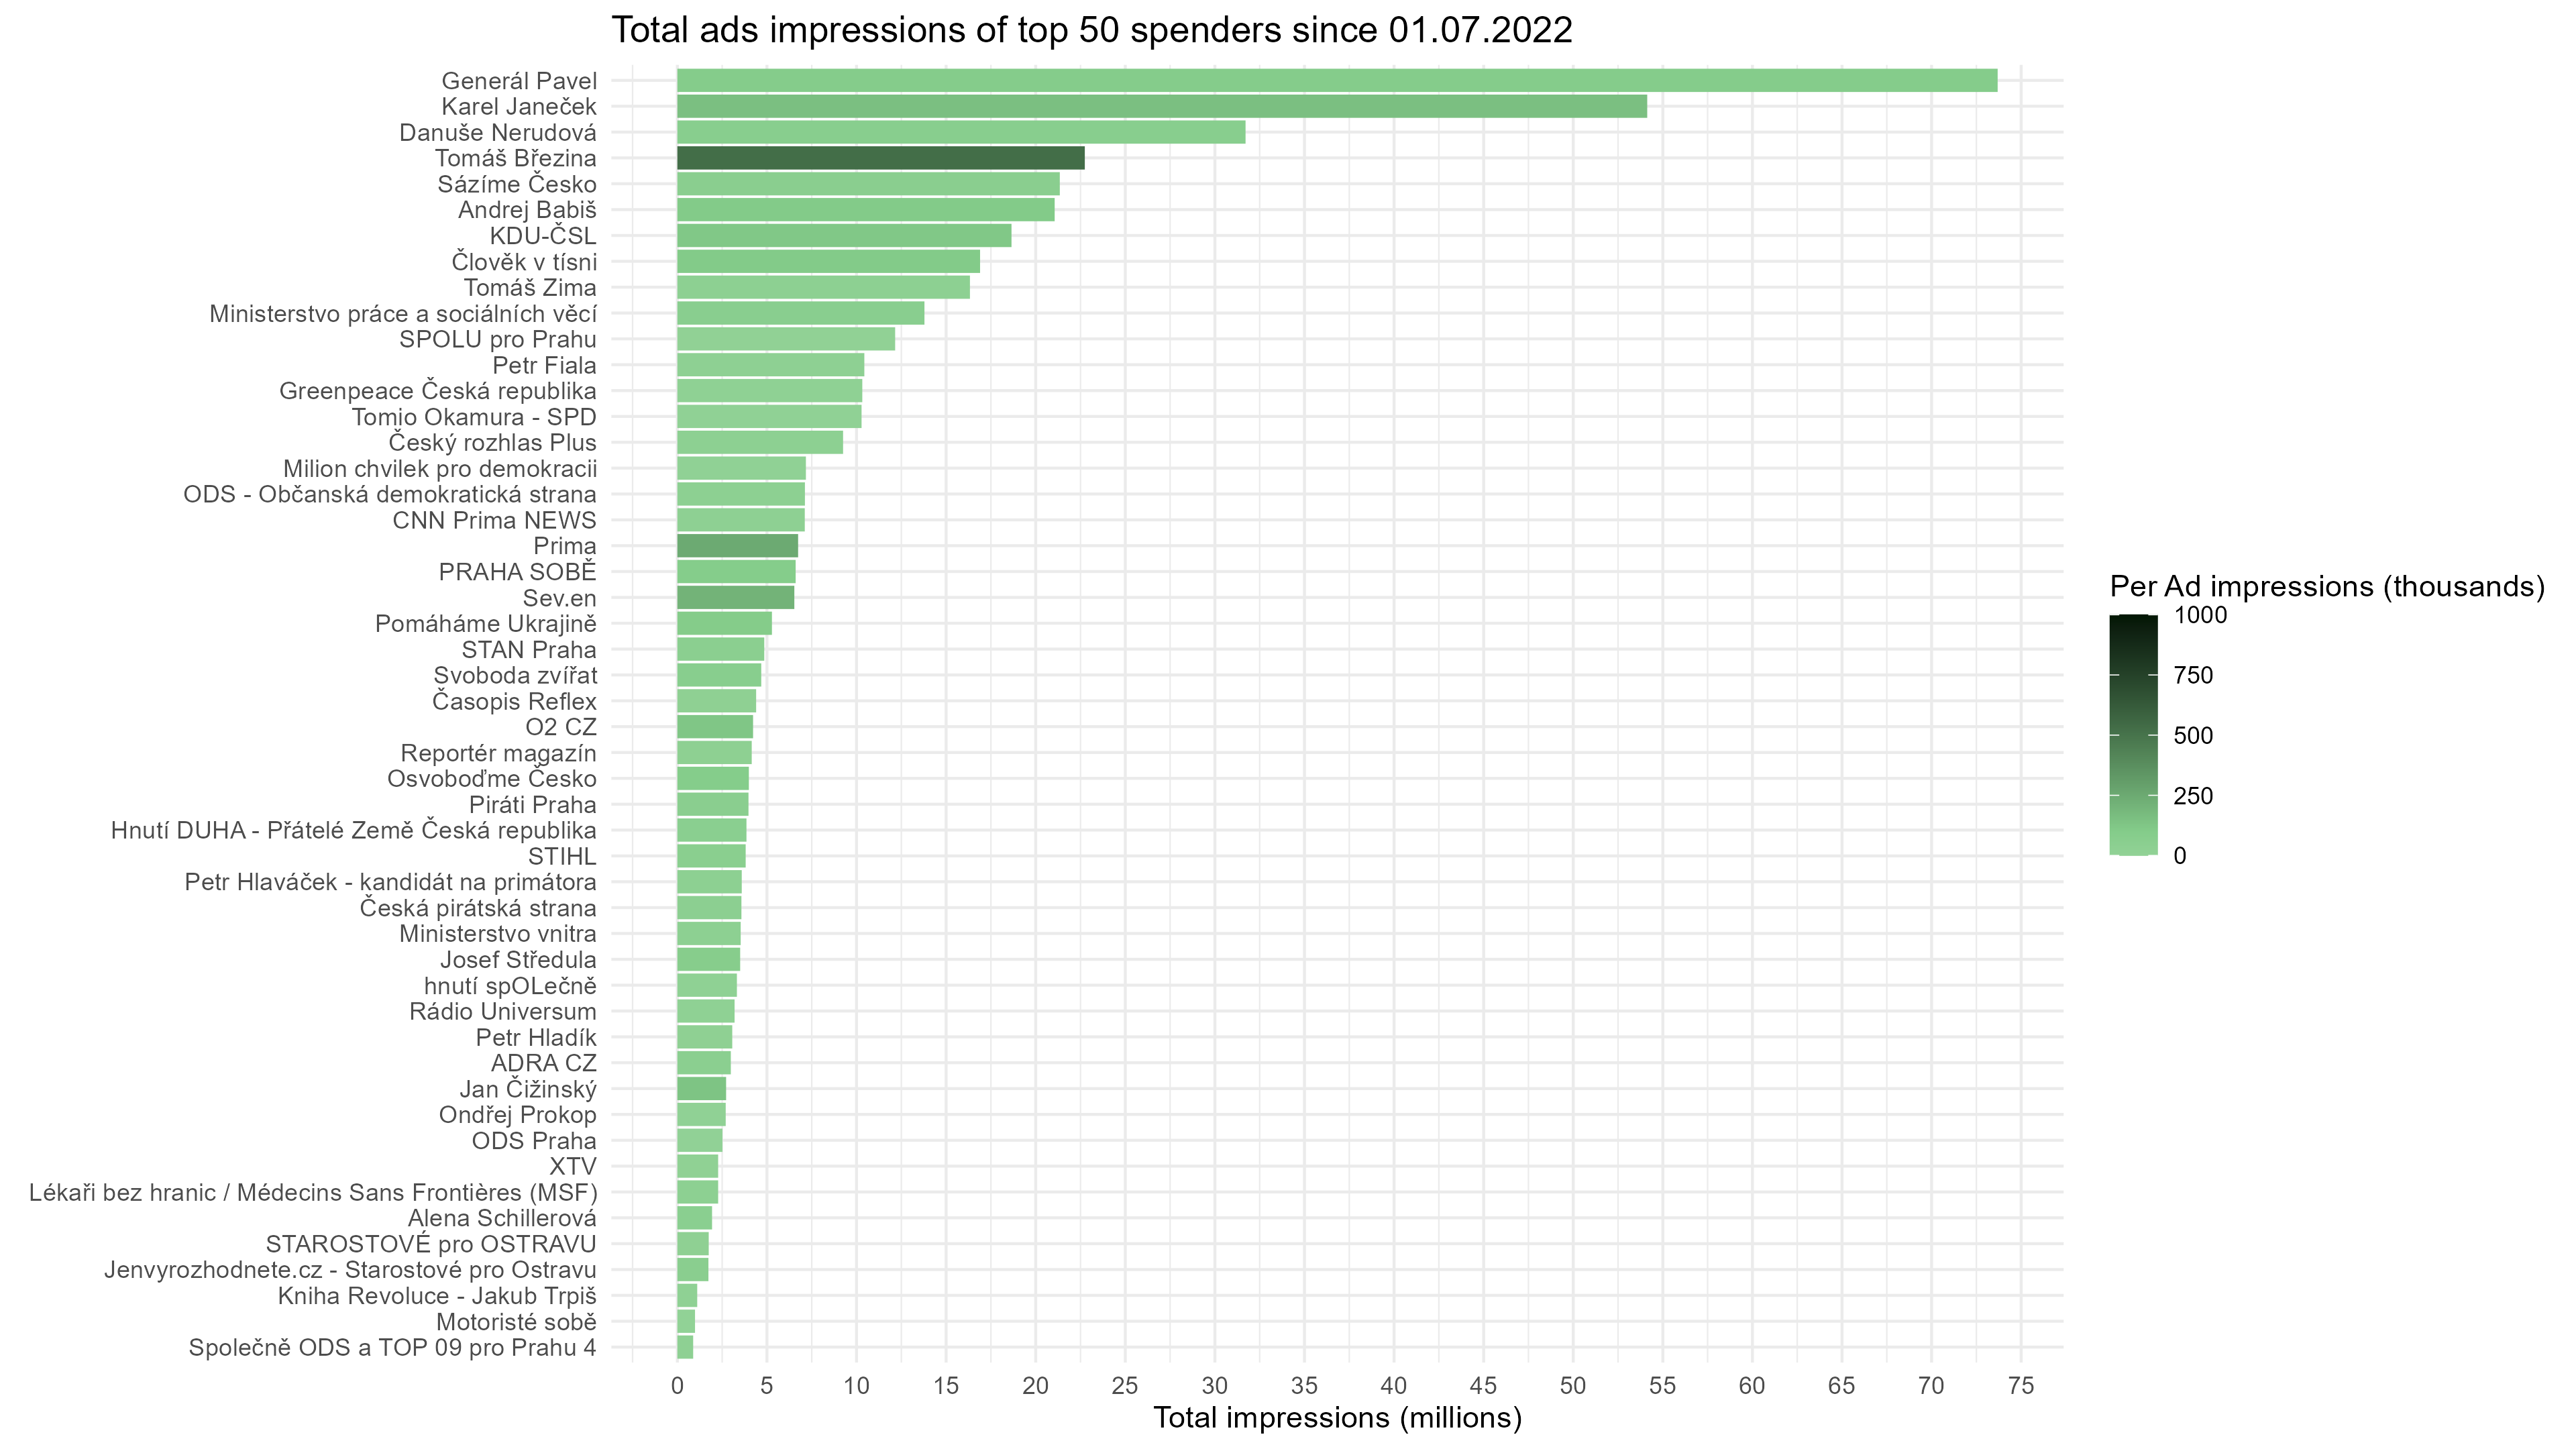 Total ads impressions of top 50 spenders since 01.07.2022
Generál Pavel
Karel Janeček
Danuše Nerudová
Tomáš Březina
Sázíme Česko
Andrej Babiš
KDU-ČSL
Člověk v tísni
Tomáš Zima
Ministerstvo práce a sociálních věcí
SPOLU pro Prahu
Petr Fiala
Greenpeace Česká republika
Tomio Okamura - SPD
Český rozhlas Plus
Milion chvilek pro demokracii
ODS - Občanská demokratická strana
CNN Prima NEWS
Prima
PRAHA SOBĚ
Sev.en
Pomáháme Ukrajině
STAN Praha
Svoboda zvířat
Časopis Reflex
O2 CZ
Reportér magazín
Osvoboďme Česko
Piráti Praha
Hnutí DUHA - Přátelé Země Česká republika
STIHL
Petr Hlaváček - kandidát na primátora
Česká pirátská strana
Ministerstvo vnitra
Josef Středula
hnutí spOLečně
Rádio Universum
Petr Hladík
ADRA CZ
Jan Čižinský
Ondřej Prokop
ODS Praha
XTV
Lékaři bez hranic / Médecins Sans Frontières (MSF)
Alena Schillerová
STAROSTOVÉ pro OSTRAVU
Jenvyrozhodnete.cz - Starostové pro Ostravu
Kniha Revoluce - Jakub Trpiš
Motoristé sobě
Společně ODS a TOP 09 pro Prahu 4
0 5 10 15 20 25 30 35 40 45 50 55 60 65 70 75
Total impressions (millions)
Per Ad impressions (thousands)
1000
750
500
250
0